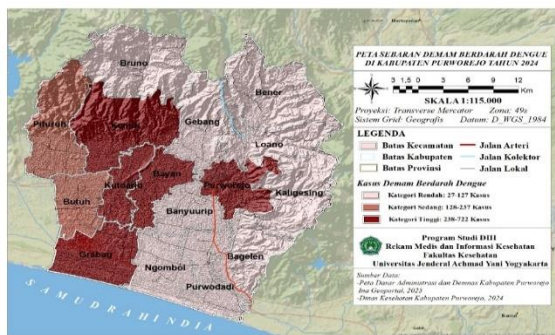 Bruno
Bener
Pituruh
Kemiri
Gebang
Loano
Bayan
Kutoarjo
Purworejo
Kaligesing
Butuh
Banyuurip
Grabag
Bagelen
Ngombol
Purwodadi
SAMUDRA HINDIA
PETA SEBARAN DEMAM BERDARAH DENGUE
DI KABUPATEN PURWOREJO TAHUN 2024
3 1,5 0 3 6 9 12
Km
SKALA 1:115.000
Proyeksi: Transverse Mercator Zona: 49s
Sistem Grid: Geografis Datum: D_WGS_1984
LEGENDA
Batas Kecamatan Jalan Arteri
Batas Kabupaten Jalan Kolektor
Batas Provinsi Jalan Lokal
Kasus Demam Berdarah Dengue
Kategori Rendah: 27-127 Kasus
Kategori Sedang: 128-237 Kasus
Kategori Tinggi: 238-722 Kasus
Program Studi DIII
Rekam Medis dan Informasi Kesehatan
Fakultas Kesehatan
Universitas Jenderal Achmad Yani Yogyakarta
Sumber Data:
-Peta Dasar Administrasi dan Demnas Kabupaten Purworejo
Ina Geoportal, 2023
-Dinas Kesehatan Kabupaten Purworejo, 2024